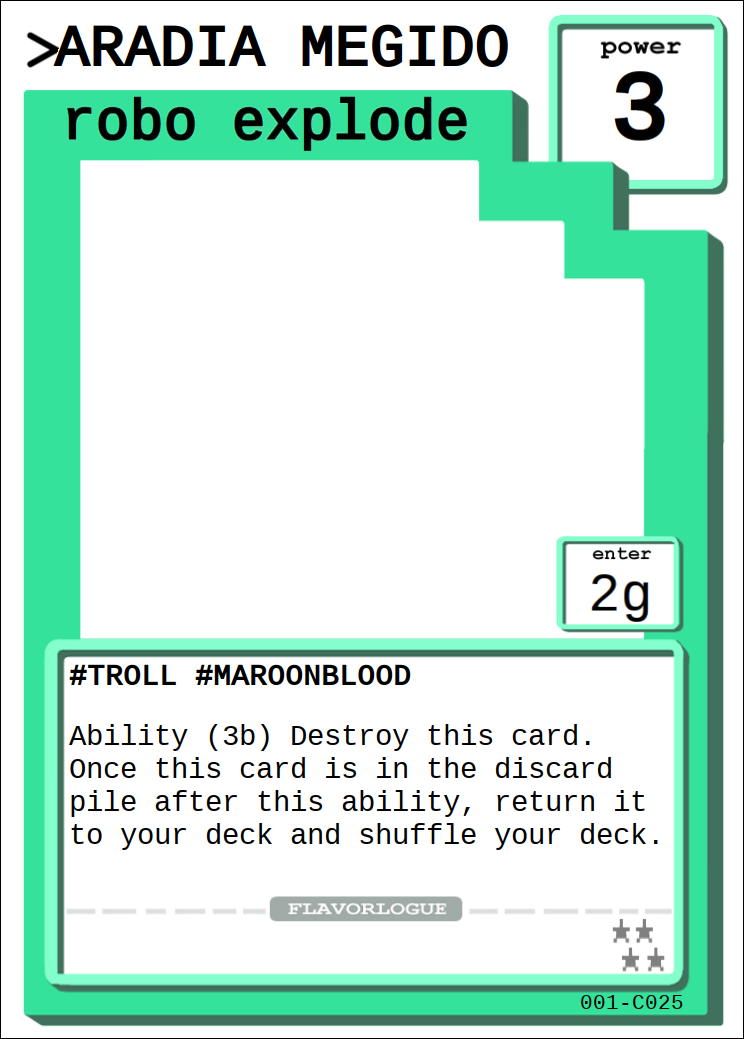 >ARADIA MEGIDO
power
3
robo explode
enter
2g
#TROLL #MAROONBLOOD
Ability (3b) Destroy this card.
Once this card is in the discard
pile after this ability, return it
to your deck and shuffle your deck.
FLAVORLOGUE
001-C025